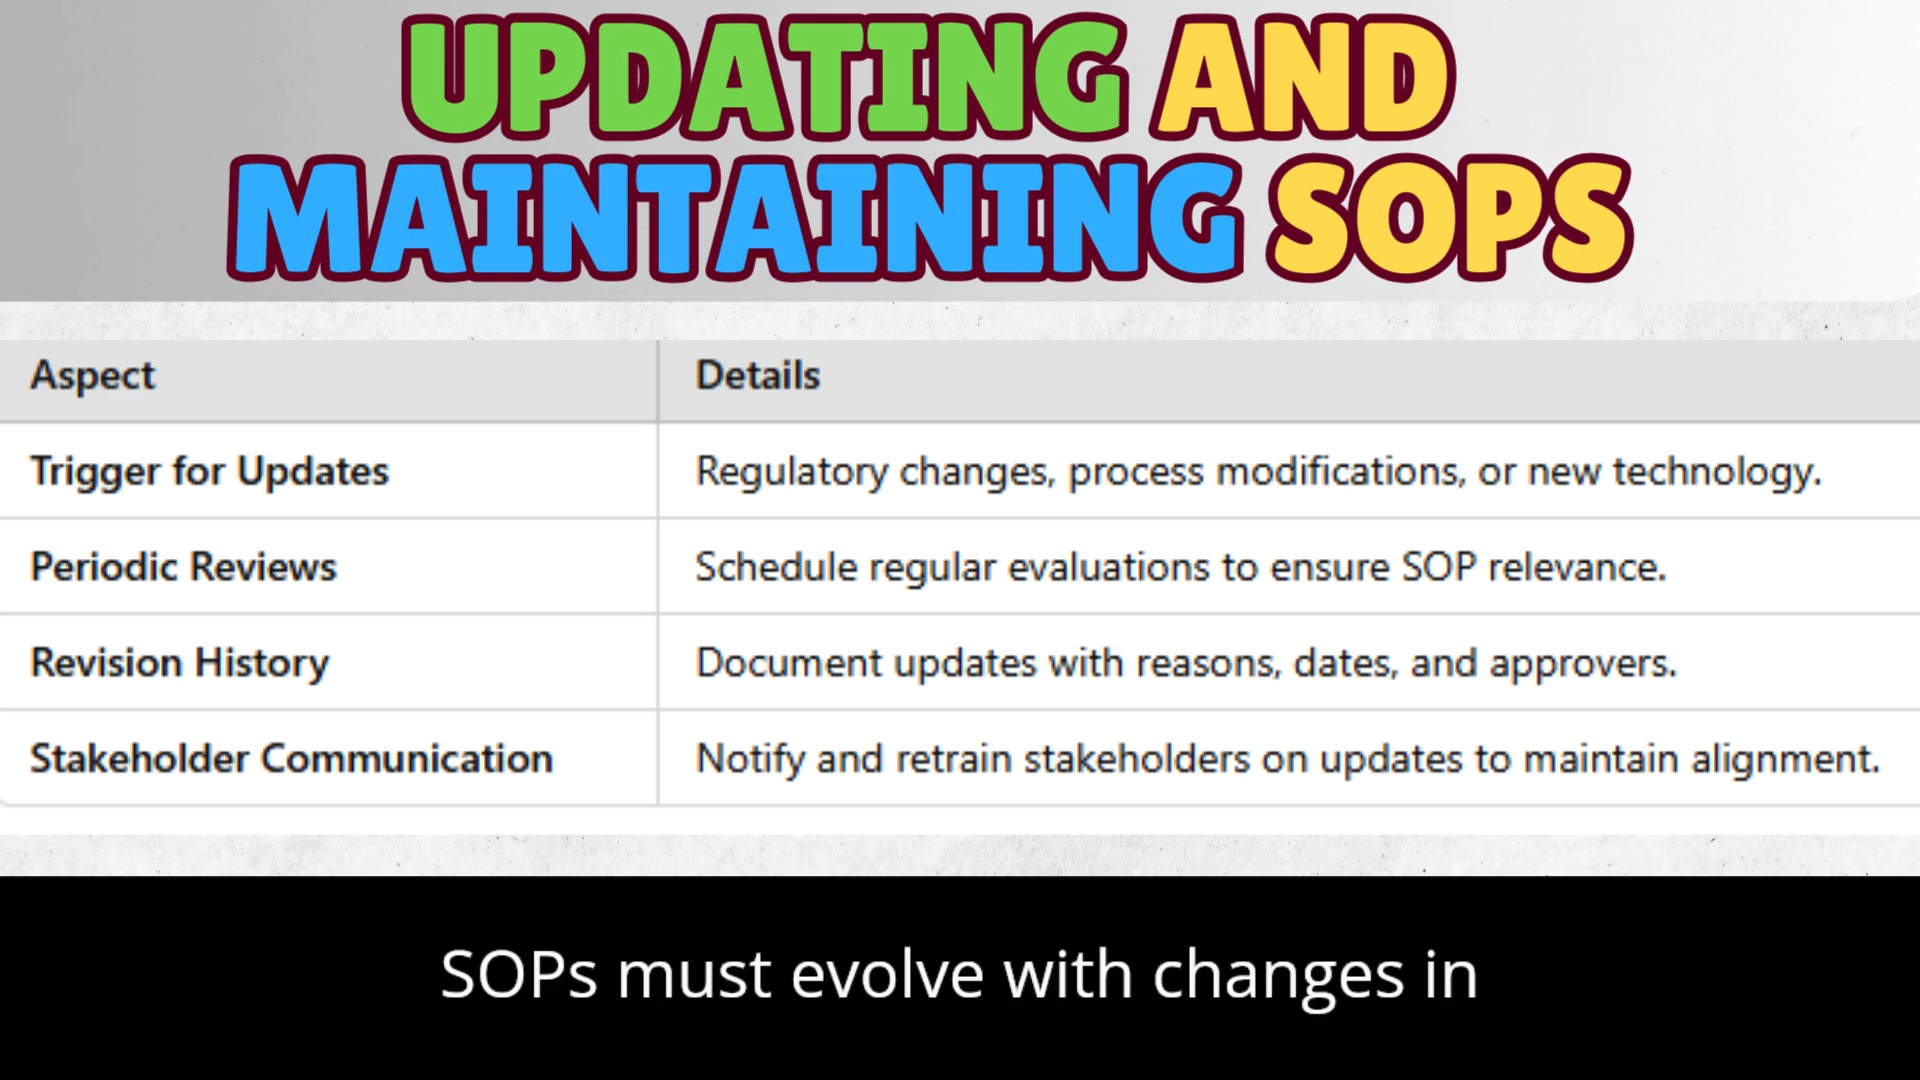 UPDATING AND
MAINTAINING SOPS
Aspect Details
Trigger for Updates Regulatory changes, process modifications, or new technology.
Periodic Reviews Schedule regular evaluations to ensure SOP relevance.
Revision History Document updates with reasons, dates, and approvers.
Stakeholder Communication Notify and retrain stakeholders on updates to maintain alignment.
SOPs must evolve with changes in